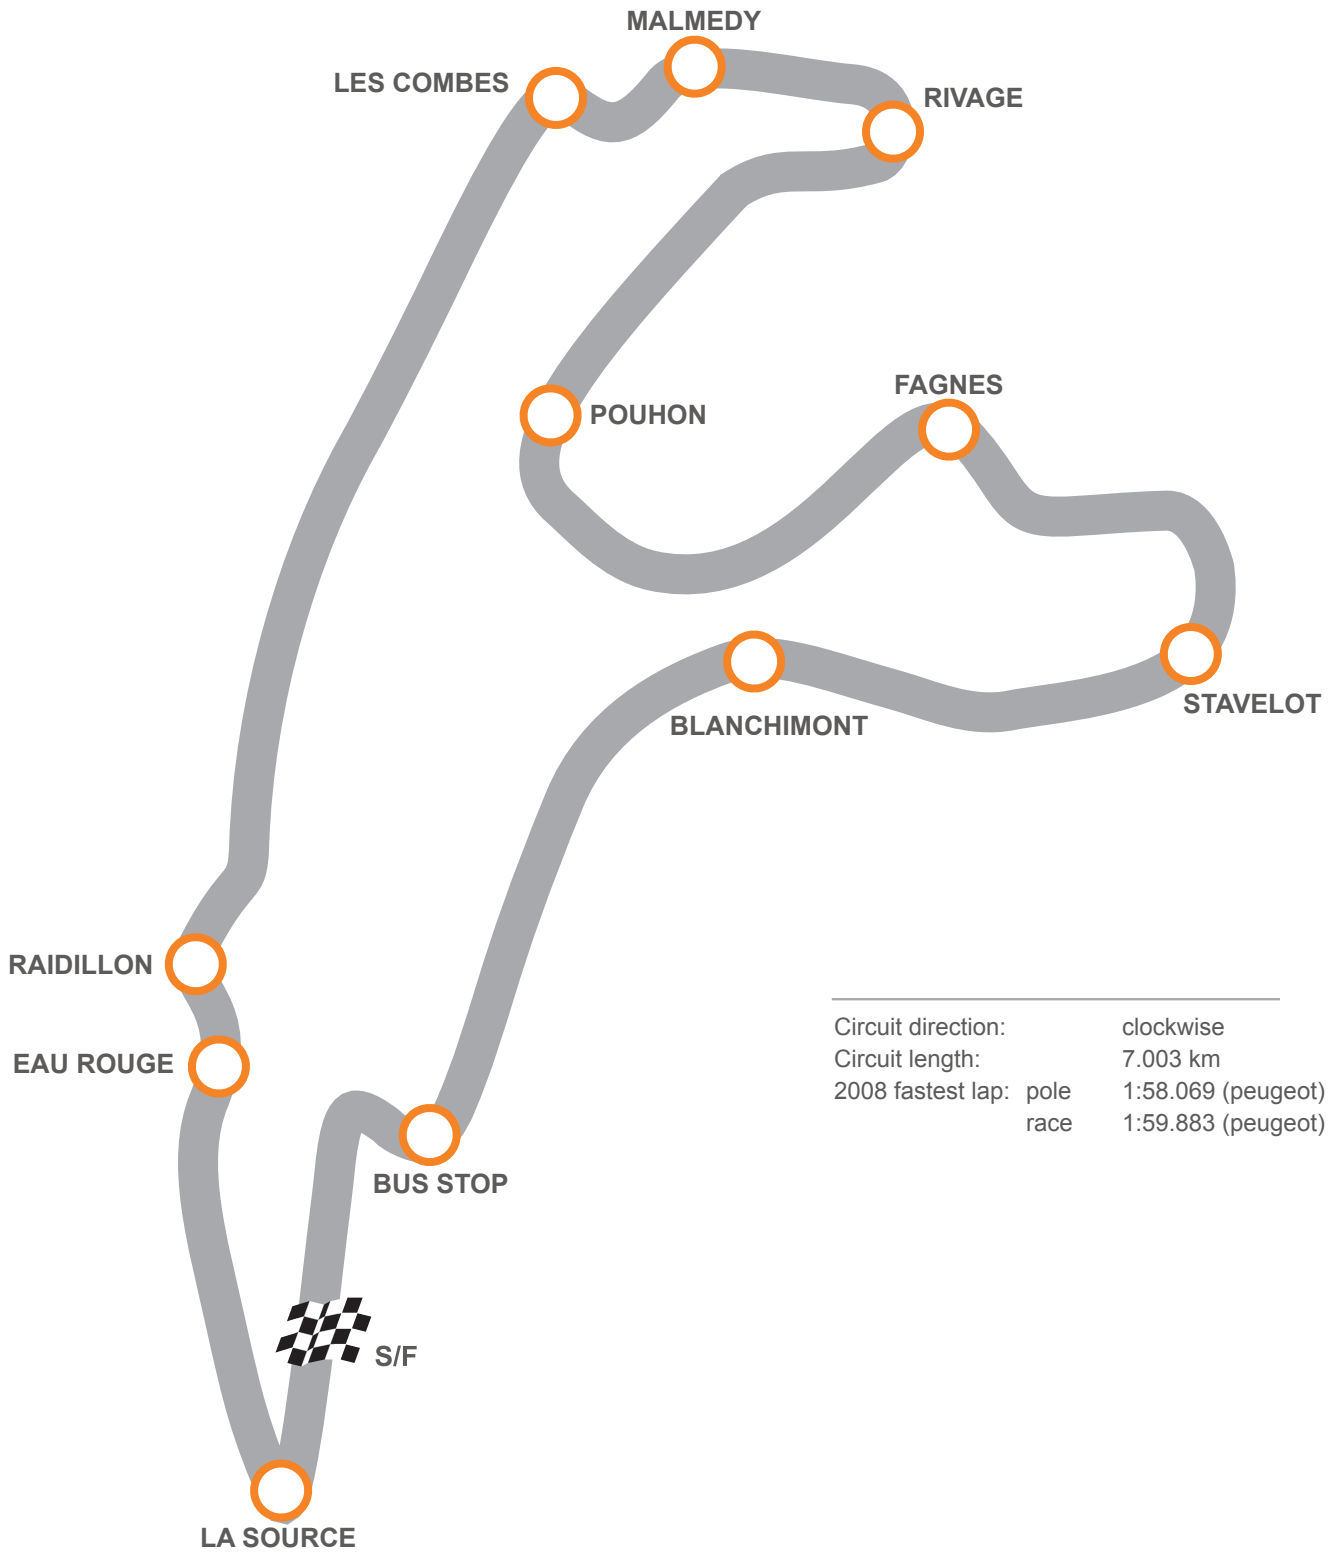 MALMEDY
LES COMBES
RIVAGE
FAGNES
POUHON
STAVELOT
BLANCHIMONT
RAIDILLON
Circuit direction: clockwise
Circuit length: 7.003 km
EAU ROUGE
2008 fastest lap: pole 1:58.069 (peugeot)
race 1:59.883 (peugeot)
BUS STOP
S/F
LA SOURCE